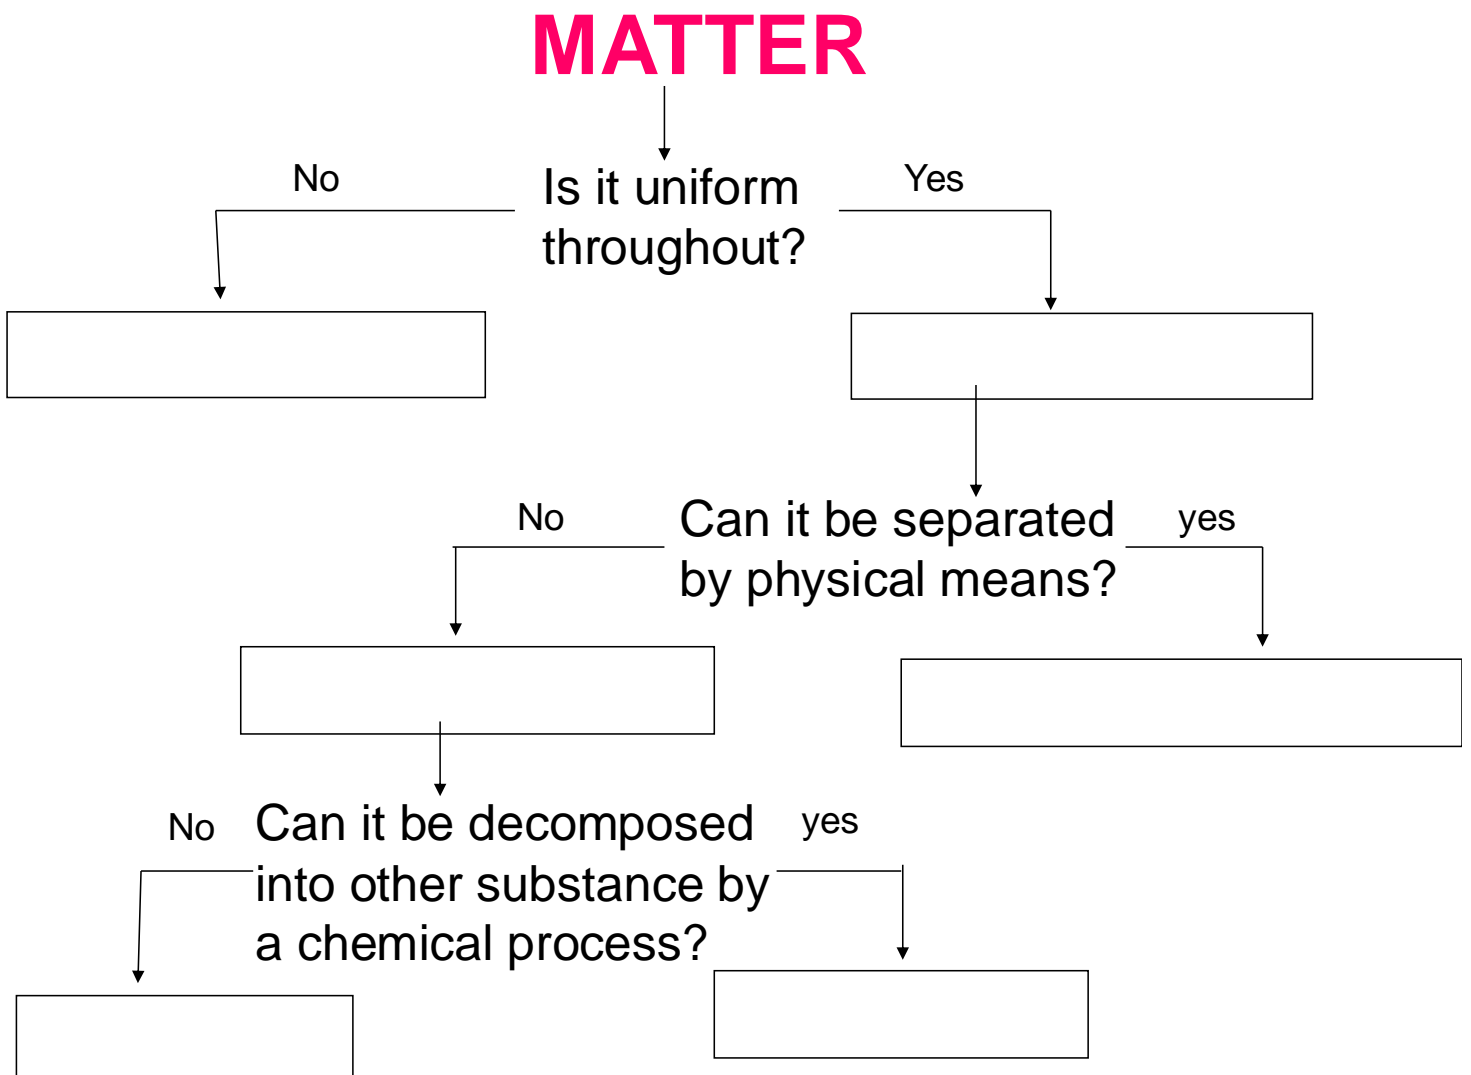 MATTER
No
Is it uniform
throughout?
Yes
No
Can it be separated
by physical means?
yes
No
Can it be decomposed
into other substance by
a chemical process?
yes